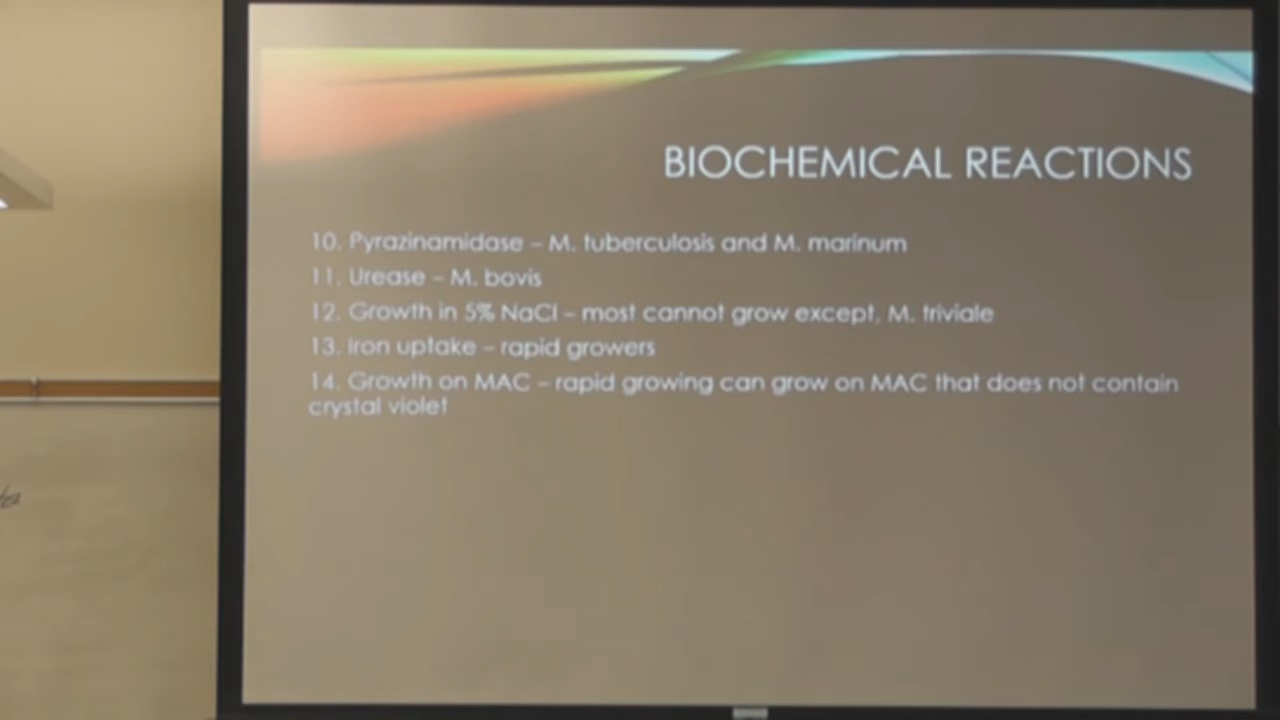 BIOCHEMICAL REACTIONS
10. Pyrazinamidase – M. tuberculosis and M. marinum
11. Urease – M. bovis
12. Growth in 5% NaCl – most cannot grow except, M. triviale
13. Iron uptake – rapid growers
14. Growth on MAC – rapid growing can grow on MAC that does not contain
crystal violet